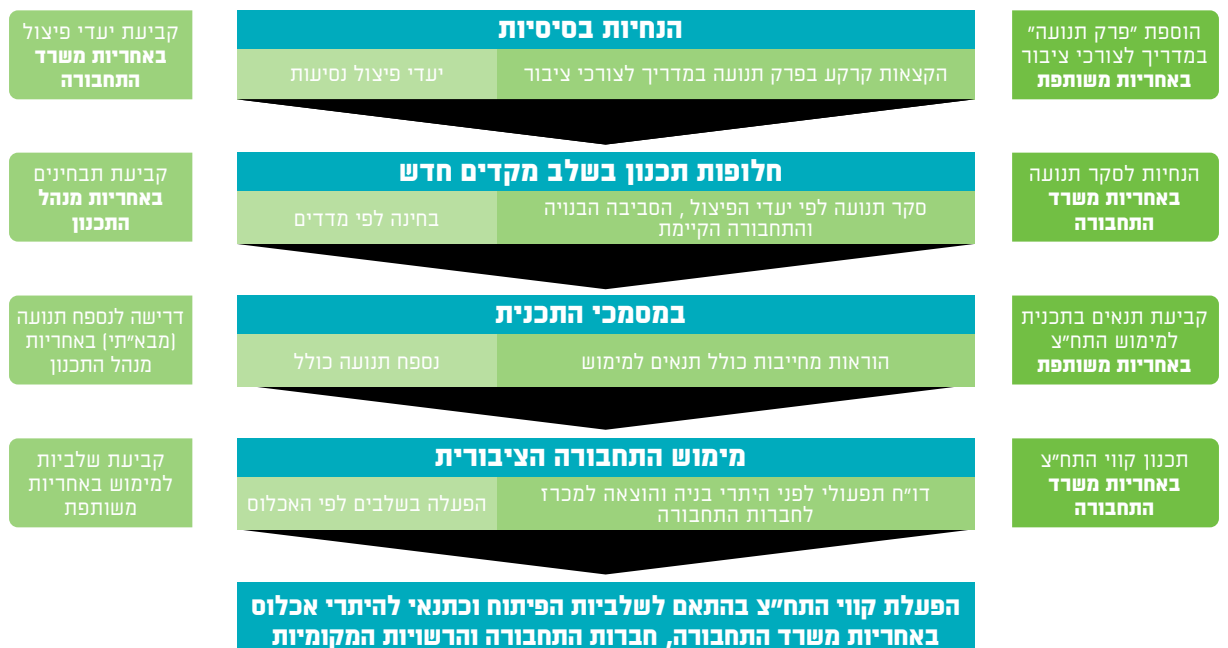 הנחיות בסיסיות
הוספת "פרק תנועה"
במדריך לצורכי ציבור
באחריות משותפת
הקצאות קרקע בפרק תנועה במדריך לצורכי ציבור
יעדי פיצול נסיעות
קביעת יעדי פיצול
באחריות משרד
התחבורה
חלופות תכנון בשלב מקדים חדש
הנחיות לסקר תנועה
באחריות משרד
התחבורה
סקר תנועה לפי יעדי הפיצול , הסביבה הבנויה
והתחבורה הקיימת
בחינה לפי מדדים
קביעת תבחינים
באחריות מנהל
התכנון
במסמכי התכנית
קביעת תנאים בתכנית
למימוש התח"צ
באחריות משותפת
הוראות מחייבות כולל תנאים למימוש
נספח תנועה כולל
דרישה לנספח תנועה
(מבא"תי) באחריות
מנהל התכנון
מימוש התחבורה הציבורית
תכנון קווי התח"צ
באחריות משרד
התחבורה
דו"ח תפעולי לפני היתרי בניה והוצאה למכרז
לחברות התחבורה
הפעלה בשלבים לפי האכלוס
קביעת שלביות
למימוש באחריות
משותפת
הפעלת קווי התח"צ בהתאם לשלביות הפיתוח וכתנאי להיתרי אכלוס
באחריות משרד התחבורה, חברות התחבורה והרשויות המקומיות